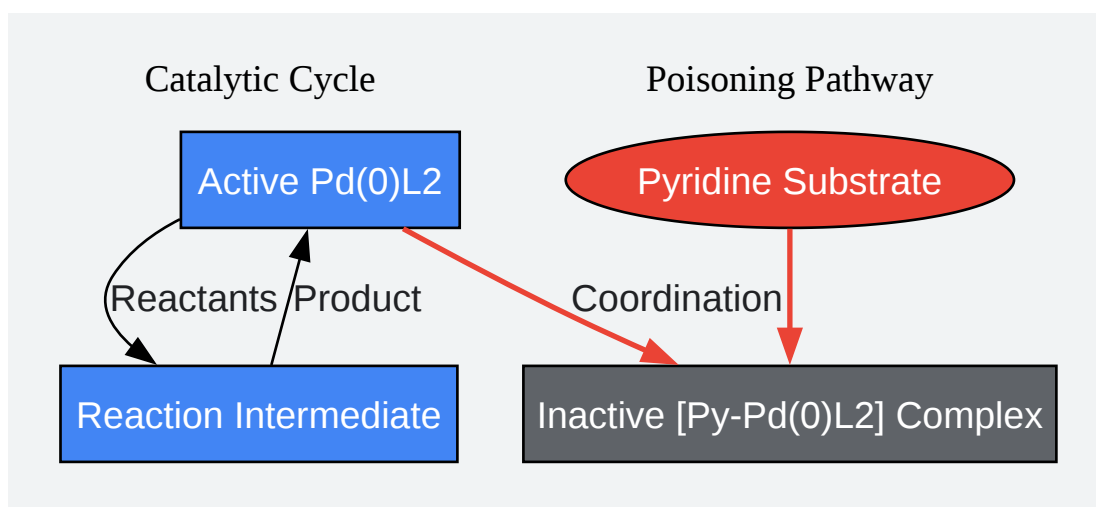 Catalytic Cycle
Poisoning Pathway
Active Pd(0)L2
Pyridine Substrate
Reactants
Product
Coordination
Reaction Intermediate
Inactive [Py-Pd(0)L2] Complex